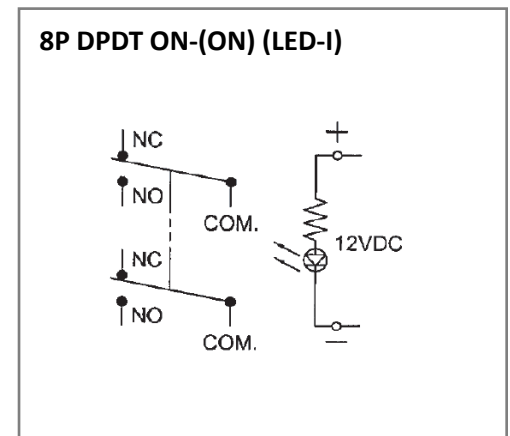 8P DPDT ON-(ON) (LED-I)
NC
+
NO
COM.
12VDC
NC
NO
COM.
—